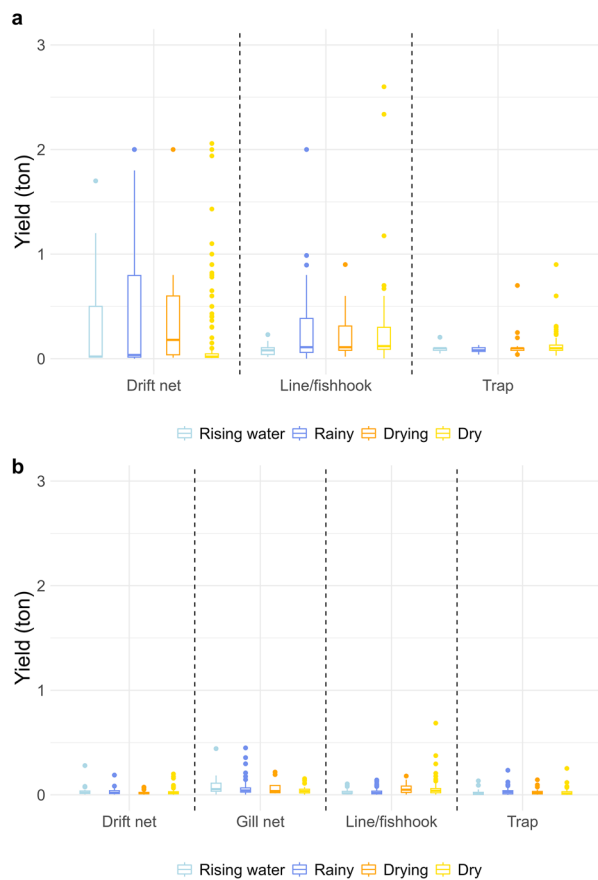 a
3
2
1
0
Yield (ton)
Drift net Line/fishhook Trap
Rising water Rainy Drying Dry
b
3
2
1
0
Yield (ton)
Drift net Gill net Line/fishhook Trap
Rising water Rainy Drying Dry